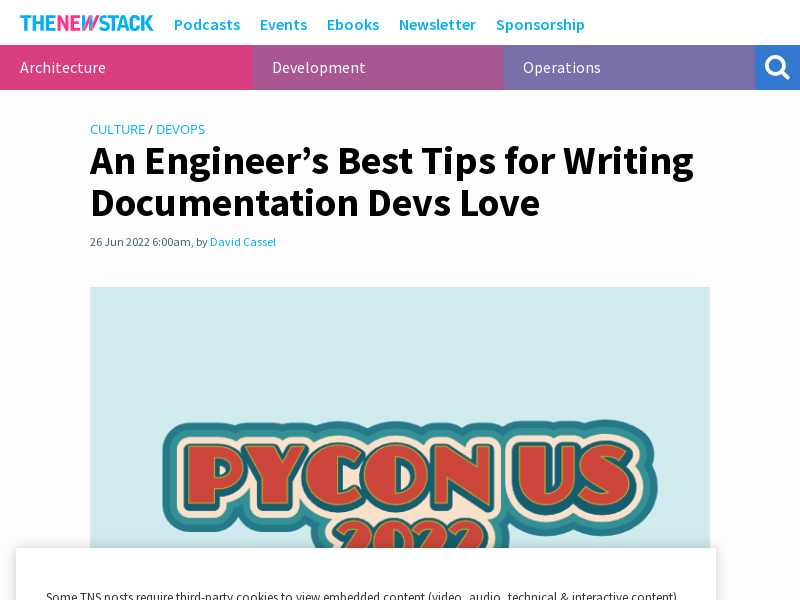 THENEWSTACK Podcasts Events Ebooks Newsletter Sponsorship
Architecture Development Operations
CULTURE / DEVOPS
An Engineer’s Best Tips for Writing
Documentation Devs Love
26 Jun 2022 6:00am, by David Cassel
PYCON US
2022
Some TNS posts require third-party cookies to view embedded content (video, audio, technical & interactive content).